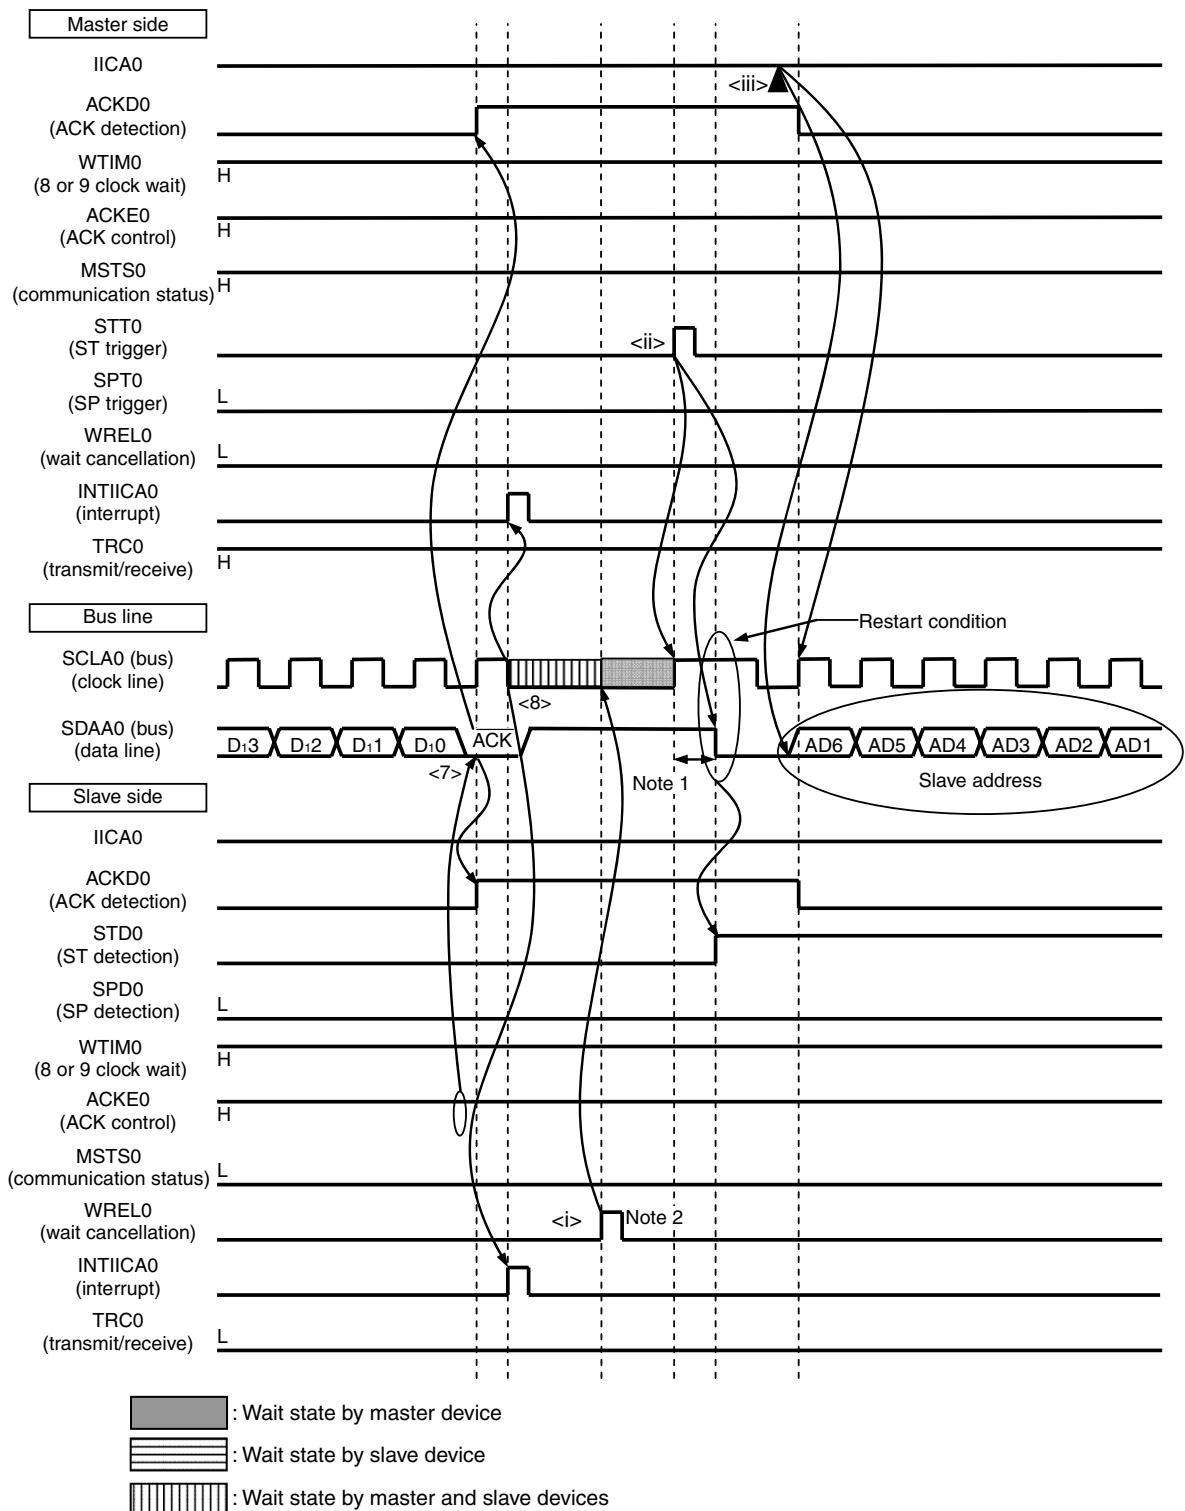 Master side
IICA0
<iii>
ACKD0
(ACK detection)
WTIM0
(8 or 9 clock wait)
H
ACKE0
(ACK control)
H
MSTS0
(communication status)
H
STT0
(ST trigger)
<ii>
SPT0
(SP trigger)
L
WREL0
(wait cancellation)
L
INTIICA0
(interrupt)
TRC0
(transmit/receive)
H
Bus line
Restart condition
SCLA0 (bus)
(clock line)
<8>
SDAA0 (bus)
(data line)
D13 D12 D11 D10 ACK AD6 AD5 AD4 AD3 AD2 AD1
<7>
Note 1
Slave address
Slave side
IICA0
ACKD0
(ACK detection)
STD0
(ST detection)
SPD0
(SP detection)
L
WTIM0
(8 or 9 clock wait)
H
ACKE0
(ACK control)
H
MSTS0
(communication status)
L
WREL0
(wait cancellation)
<i>
Note 2
INTIICA0
(interrupt)
TRC0
(transmit/receive)
L
: Wait state by master device
: Wait state by slave device
: Wait state by master and slave devices